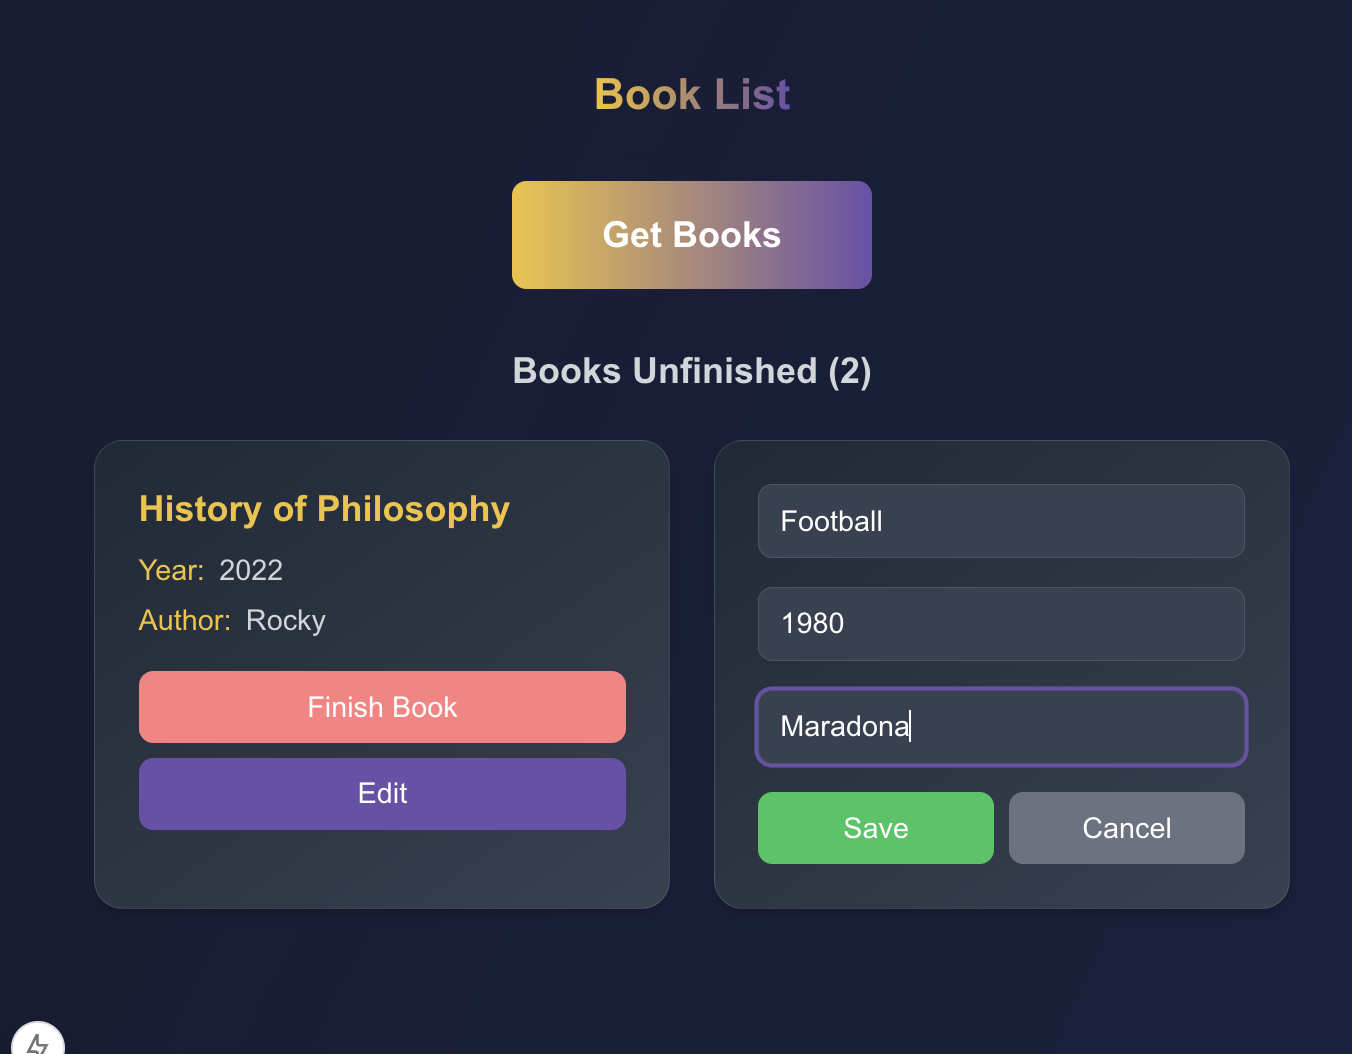 Book List
Get Books
Books Unfinished (2)
History of Philosophy
Year: 2022
Author: Rocky
Finish Book
Edit
Football
1980
Maradona
Save
Cancel